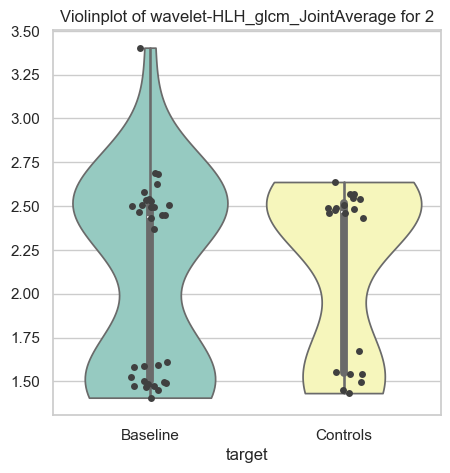 Violinplot of wavelet-HLH_glcm_JointAverage for 2
3.50
3.25
3.00
2.75
2.50
2.25
2.00
1.75
1.50
Baseline
Controls
target